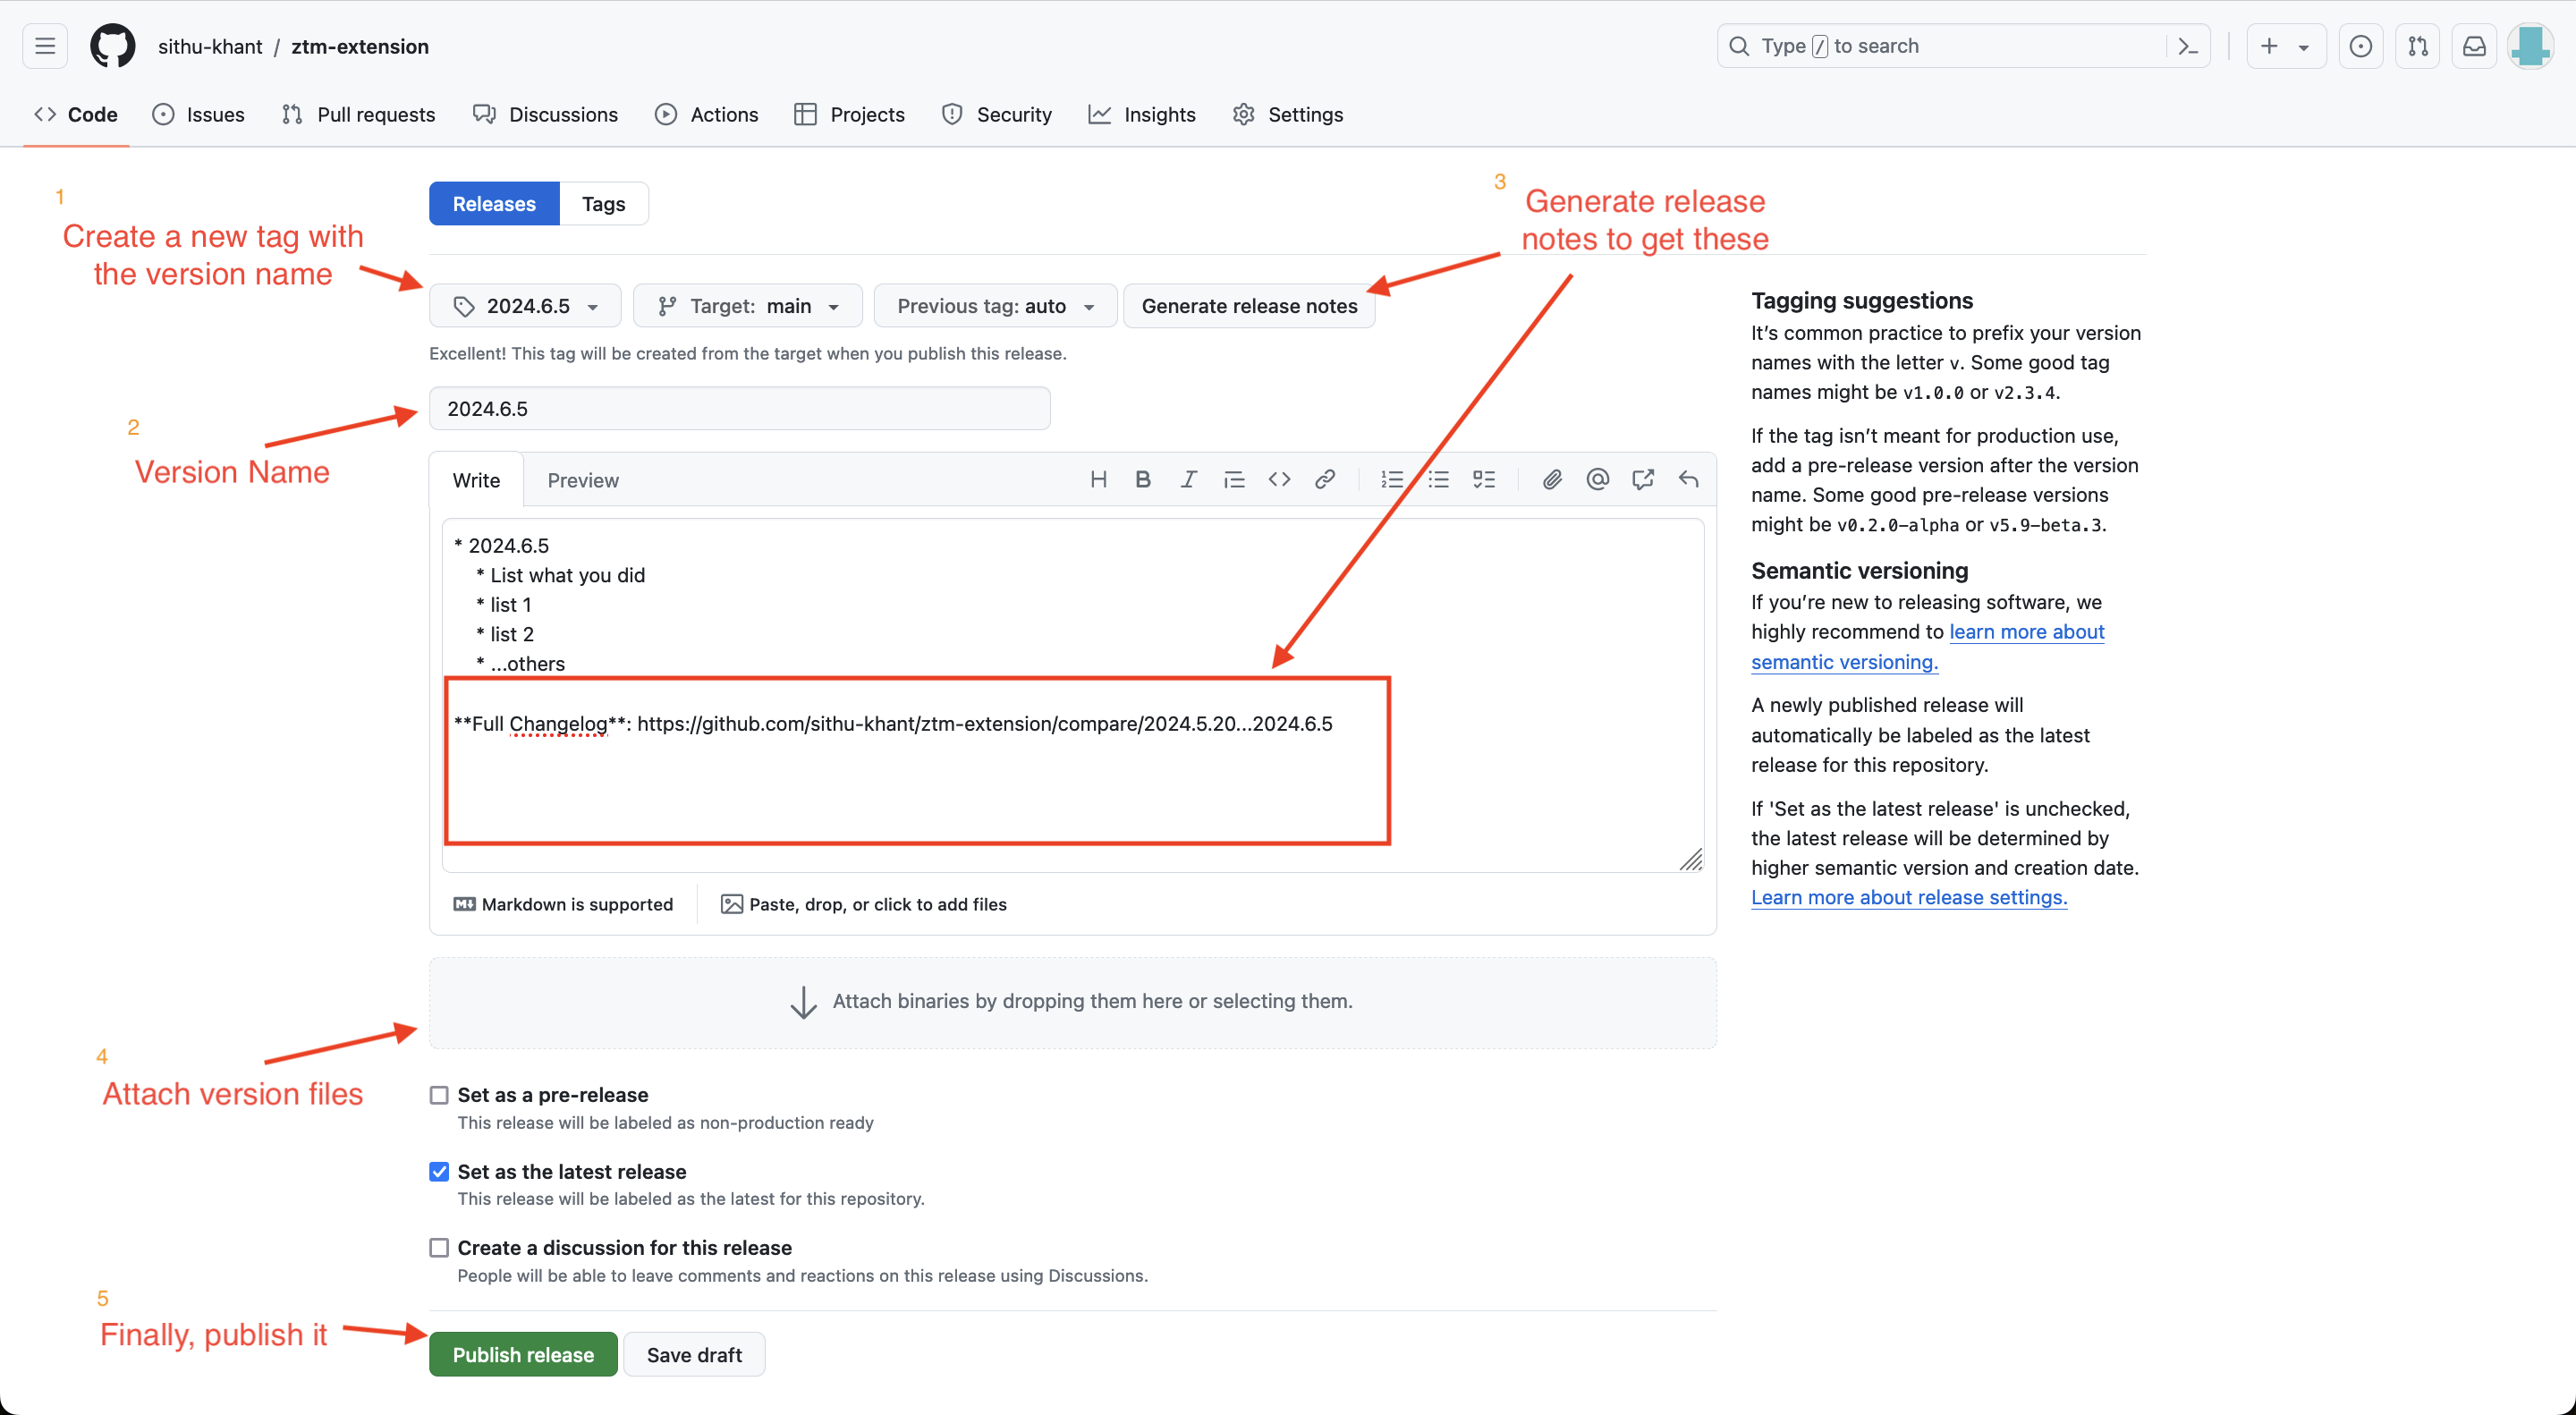 sithu-khant / ztm-extension
Type / to search
Code
Issues
Pull requests
Discussions
Actions
Projects
Security
Insights
Settings
1
Create a new tag with
the version name
Releases
Tags
3
Generate release
notes to get these
2024.6.5
Target: main
Previous tag: auto
Generate release notes
Excellent! This tag will be created from the target when you publish this release.
2
Version Name
2024.6.5
Write
Preview
* 2024.6.5
* List what you did
* list 1
* list 2
* ...others
**Full Changelog**: https://github.com/sithu-khant/ztm-extension/compare/2024.5.20...2024.6.5
Markdown is supported
Paste, drop, or click to add files
4
Attach version files
Attach binaries by dropping them here or selecting them.
Set as a pre-release
This release will be labeled as non-production ready
Set as the latest release
This release will be labeled as the latest for this repository.
Create a discussion for this release
People will be able to leave comments and reactions on this release using Discussions.
5
Finally, publish it
Publish release
Save draft
Tagging suggestions
It’s common practice to prefix your version
names with the letter v. Some good tag
names might be v1.0.0 or v2.3.4.
If the tag isn’t meant for production use,
add a pre-release version after the version
name. Some good pre-release versions
might be v0.2.0-alpha or v5.9-beta.3.
Semantic versioning
If you’re new to releasing software, we
highly recommend to learn more about
semantic versioning.
A newly published release will
automatically be labeled as the latest
release for this repository.
If 'Set as the latest release' is unchecked,
the latest release will be determined by
higher semantic version and creation date.
Learn more about release settings.